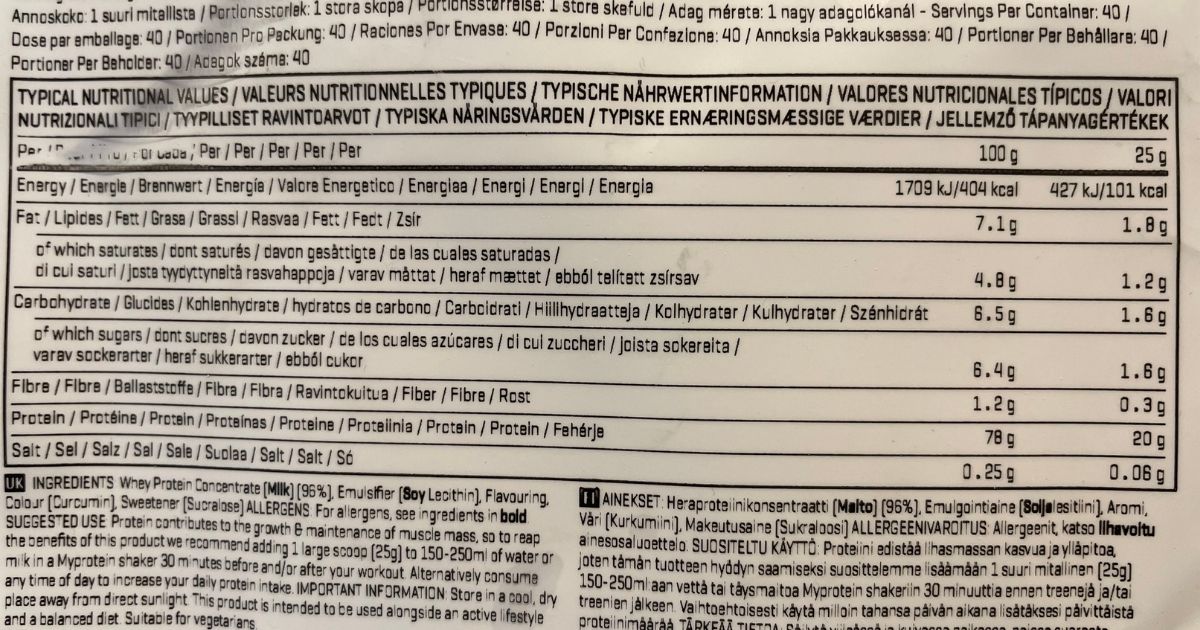 Annoskoko: 1 suuri mitallista / Portionsstorlek: 1 stora skopa / Portionsstørrelse: 1 store skefuld / Adag mérete: 1 nagy adagolókanál - Servings Per Container: 40 /
Dose par emballage: 40 / Portionen Pro Packung: 40 / Raciones Por Envase: 40 / Porzioni Per Confezione: 40 / Annoksia Pakkauksessa: 40 / Portioner Per Behållare: 40 /
Portioner Per Beholder: 40 / Adagok száma: 40
TYPICAL NUTRITIONAL VALUES / VALEURS NUTRITIONNELLES TYPIQUES / TYPISCHE NÄHRWERTINFORMATION / VALORES NUTRICIONALES TÍPICOS / VALORI
NUTRIZIONALI TIPICI / TYYPILLISET RAVINTOARVOT / TYPISKA NÄRINGSVÄRDEN / TYPISKE ERNÆRINGSMÆSSIGE VÆRDIER / JELLEMZŐ TÁPANYAGÉRTÉKEK
Per / Per / Per / Per / Per 100 g 25 g
Energy / Énergie / Brennwert / Energía / Valore Energetico / Energiaa / Energi / Energi / Energia 1709 kJ/404 kcal 427 kJ/101 kcal
Fat / Lipides / Fett / Grasa / Grassi / Rasvaa / Fett / Fedt / Zsír 7.1 g 1.8 g
of which saturates / dont saturés / davon gesättigte / de las cuales saturadas /
di cui saturi / josta tyydyttyneitä rasvahappoja / varav mättat / heraf mættet / ebből telített zsírsav 4.8 g 1.2 g
Carbohydrate / Glucides / Kohlenhydrate / hydratos de carbono / Carboidrati / Hiilihydraatteja / Kolhydrater / Kulhydrater / Szénhidrát 6.5 g 1.6 g
of which sugars / dont sucres / davon zucker / de los cuales azúcares / di cui zuccheri / joista sokereita /
varav sockerarter / heraf sukkerarter / ebből cukor 6.4 g 1.6 g
Fibre / Fibre / Ballaststoffe / Fibra / Fibra / Ravintokuitua / Fiber / Fibre / Rost 1.2 g 0.3 g
Protein / Protéine / Protein / Proteínas / Proteine / Proteiinia / Protein / Protein / Fehérje 78 g 20 g
Salt / Sel / Salz / Sal / Sale / Suolaa / Salt / Salt / Só 0.25 g 0.06 g
UK INGREDIENTS Whey Protein Concentrate (Milk) (96%), Emulsifier (Soy Lecithin), Flavouring,
Colour (Curcumin), Sweetener (Sucralose) ALLERGENS: For allergens, see ingredients in bold.
SUGGESTED USE: Protein contributes to the growth & maintenance of muscle mass, so to reap
the benefits of this product we recommend adding 1 large scoop (25g) to 150-250ml of water or
milk in a Myprotein shaker 30 minutes before and/or after your workout. Alternatively consume
any time of day to increase your daily protein intake. IMPORTANT INFORMATION: Store in a cool, dry
place away from direct sunlight. This product is intended to be used alongside an active lifestyle
and a balanced diet. Suitable for vegetarians.
FI AINEKSET: Heraproteiinikonsentraatti (Maito) (96%), Emulgointiaine (Soijalesitiini), Aromi,
Väri (Kurkumiini), Makeutusaine (Sukraloosi) ALLERGEENIVAROITUS: Allergeenit, katso lihavoitu
ainesosaluettelo. SUOSITELTU KÄYTTÖ: Proteiini edistää lihasmassan kasvua ja ylläpitoa,
joten tämän tuotteen hyödyn saamiseksi suosittelemme lisäämään 1 suuri mitallinen (25g)
150-250ml:aan vettä tai täysmaitoa Myprotein shakeriin 30 minuuttia ennen treenejä ja/tai
treenien jälkeen. Vaihtoehtoisesti käytä milloin tahansa päivän aikana lisätäksesi päivittäistä
proteiinimäärää. TÄRKEÄÄ TIETOA: Säilytä